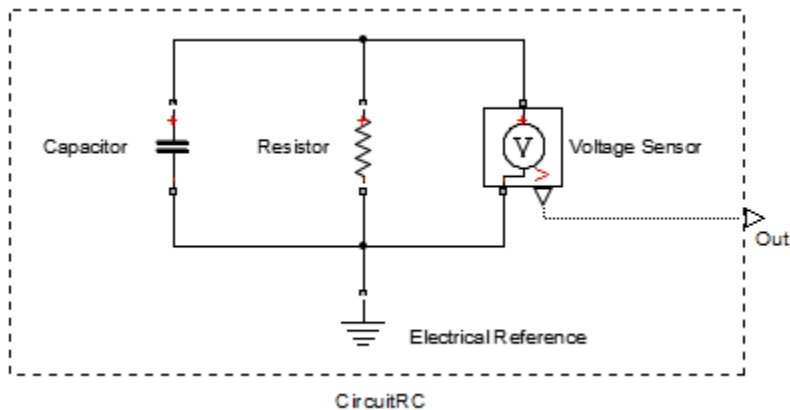 Capacitor
Resistor
V
Voltage Sensor
Out
Electrical Reference
CircuitRC